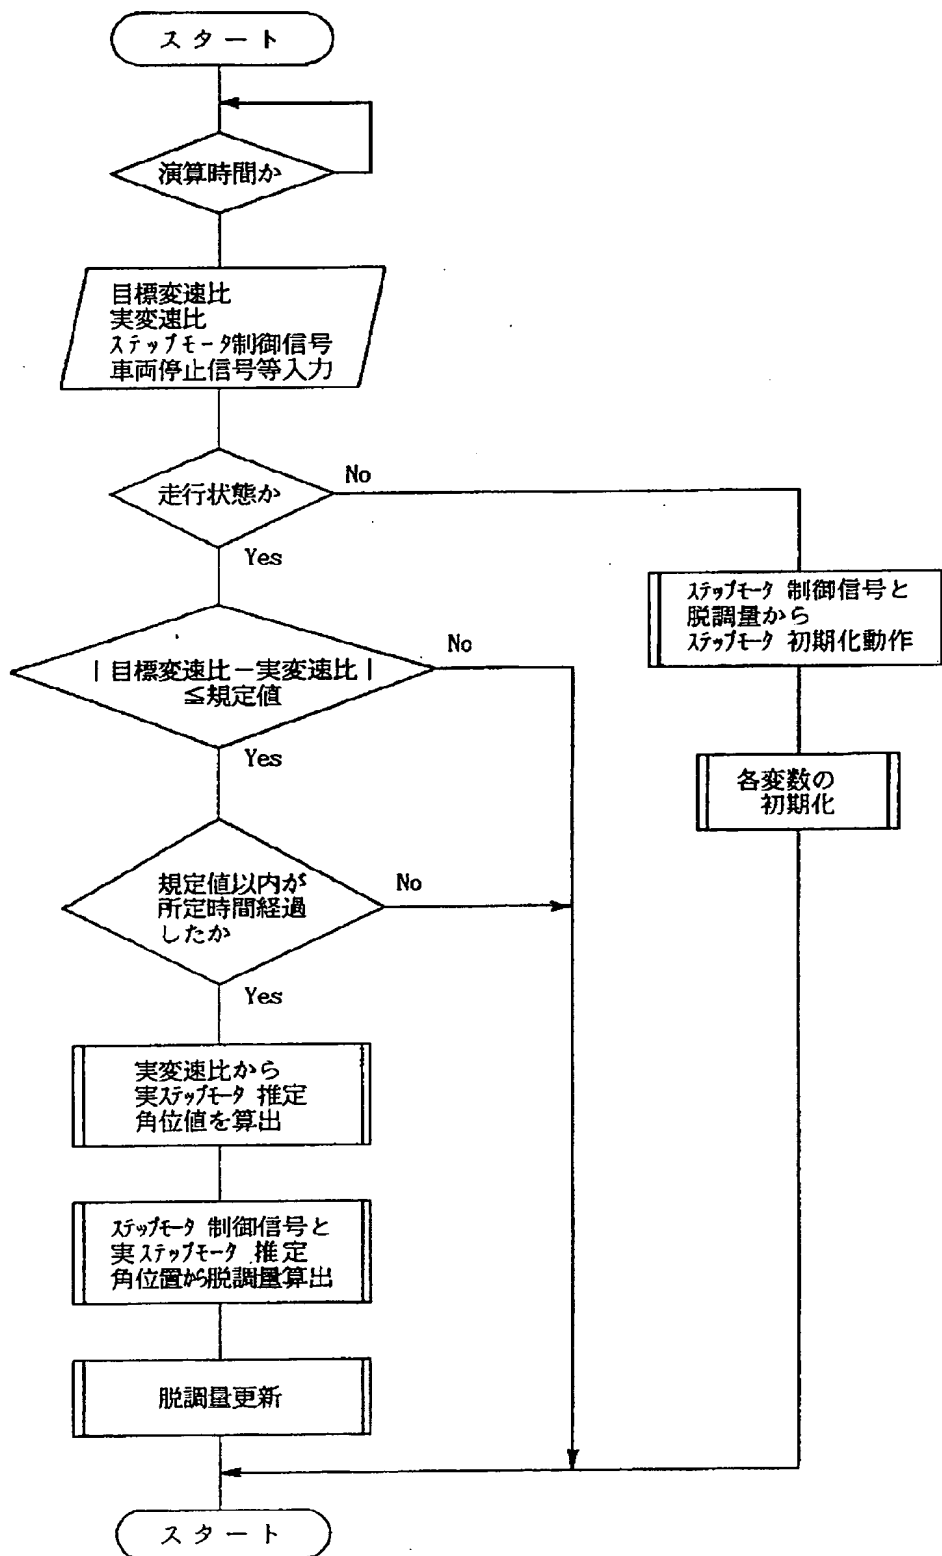 スタート
演算時間か
目標変速比
実変速比
ステップモータ制御信号
車両停止信号等入力
走行状態か
No
Yes
ステップモータ 制御信号と
脱調量から
ステップモータ 初期化動作
|目標変速比－実変速比|
≦規定値
No
Yes
各変数の
初期化
規定値以内が
所定時間経過
したか
No
Yes
実変速比から
実ステップモータ 推定
角位値を算出
ステップモータ 制御信号と
実ステップモータ 推定
角位置から脱調量算出
脱調量更新
スタート